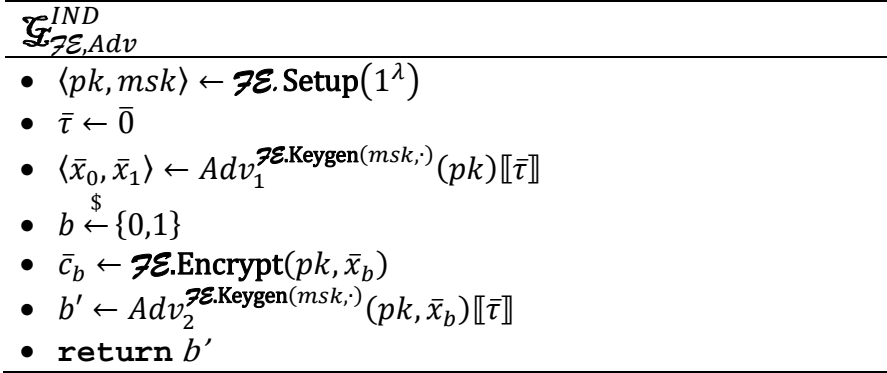 𝓖^{IND}_{𝓕𝓔,Adv}
• ⟨pk, msk⟩ ← 𝓕𝓔.Setup(1^λ)
• τ̄ ← 0̄
• ⟨x̄₀, x̄₁⟩ ← Adv₁^{𝓕𝓔.Keygen(msk,·)}(pk)⟦τ̄⟧
• b ←^{$} {0,1}
• c̄_b ← 𝓕𝓔.Encrypt(pk, x̄_b)
• b′ ← Adv₂^{𝓕𝓔.Keygen(msk,·)}(pk, x̄_b)⟦τ̄⟧
• return b′